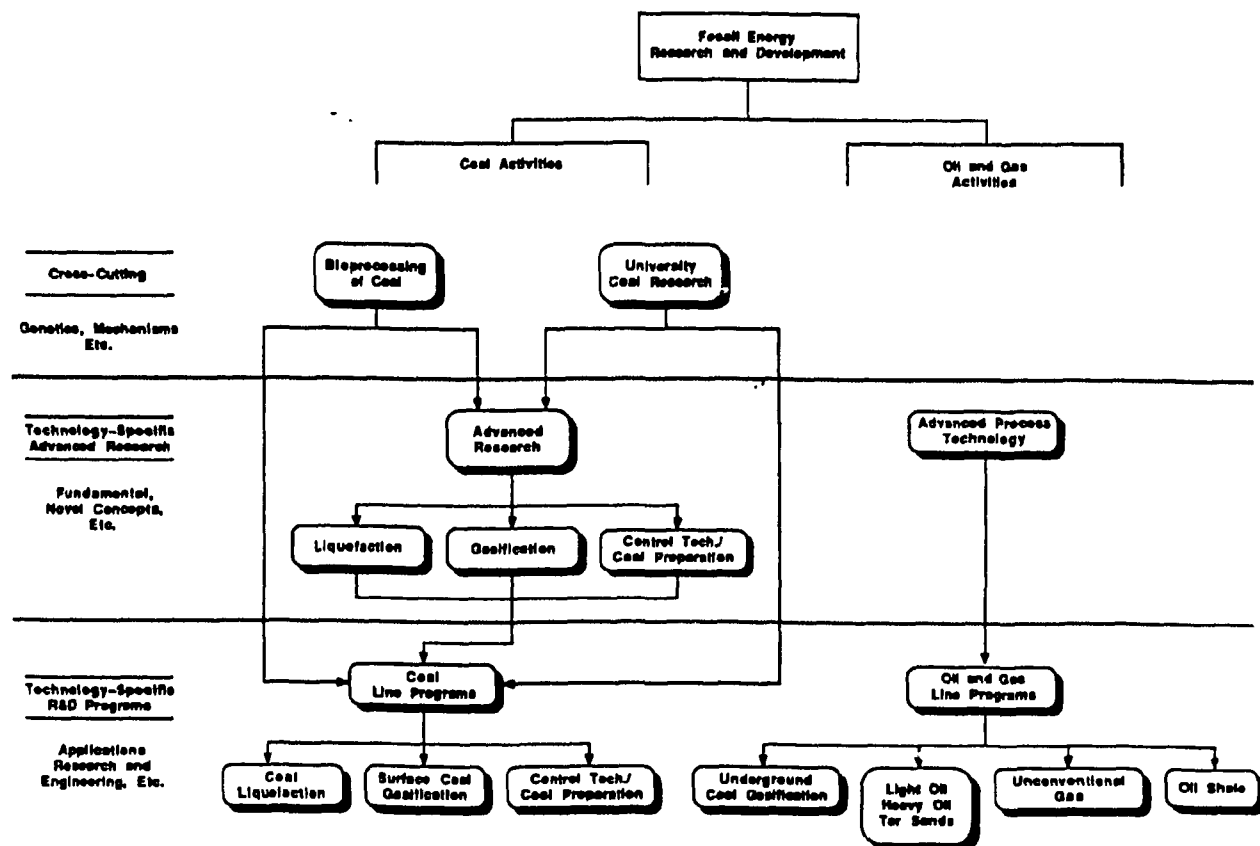 Fossil Energy
Research and Development
Coal Activities
Oil and Gas
Activities
Cross-Cutting
Bioprocessing
of Coal
University
Coal Research
Genetics, Mechanisms
Etc.
Technology-Specific
Advanced Research
Advanced
Research
Advanced Process
Technology
Fundamental,
Novel Concepts,
Etc.
Liquefaction
Gasification
Control Tech./
Coal Preparation
Technology-Specific
R&D Programs
Coal
Line Programs
Oil and Gas
Line Programs
Applications
Research and
Engineering, Etc.
Coal
Liquefaction
Surface Coal
Gasification
Control Tech./
Coal Preparation
Underground
Coal Gasification
Light Oil
Heavy Oil
Tar Sands
Unconventional
Gas
Oil Shale